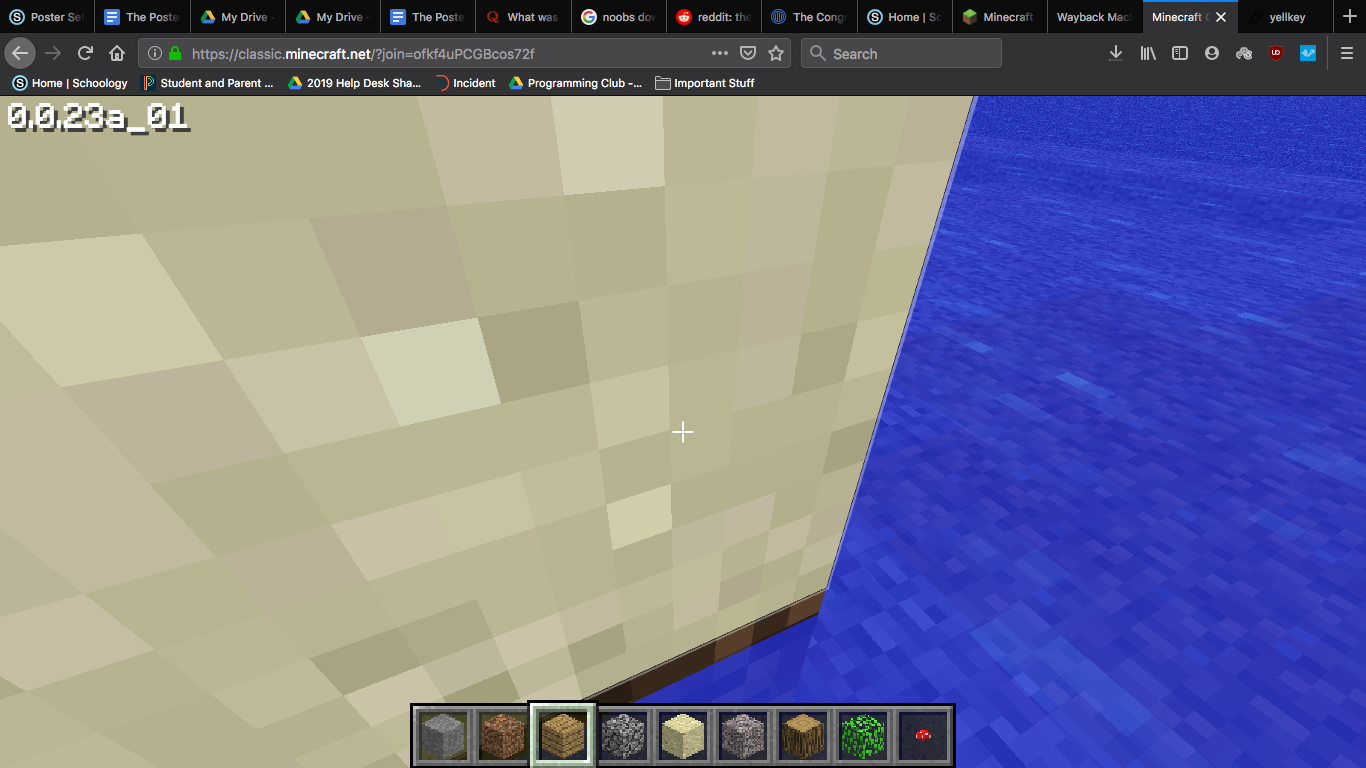 Poster Se
The Poste
My Drive -
My Drive -
The Poste
What was
noobs dov
reddit: the
The Cong
Home | Sc
Minecraft
Wayback Mac
Minecraft C
yellkey
https://classic.minecraft.net/?join=ofkf4uPCGBcos72f
Search
Home | Schoology
Student and Parent ...
2019 Help Desk Sha...
Incident
Programming Club -...
Important Stuff
0.0.23a_01